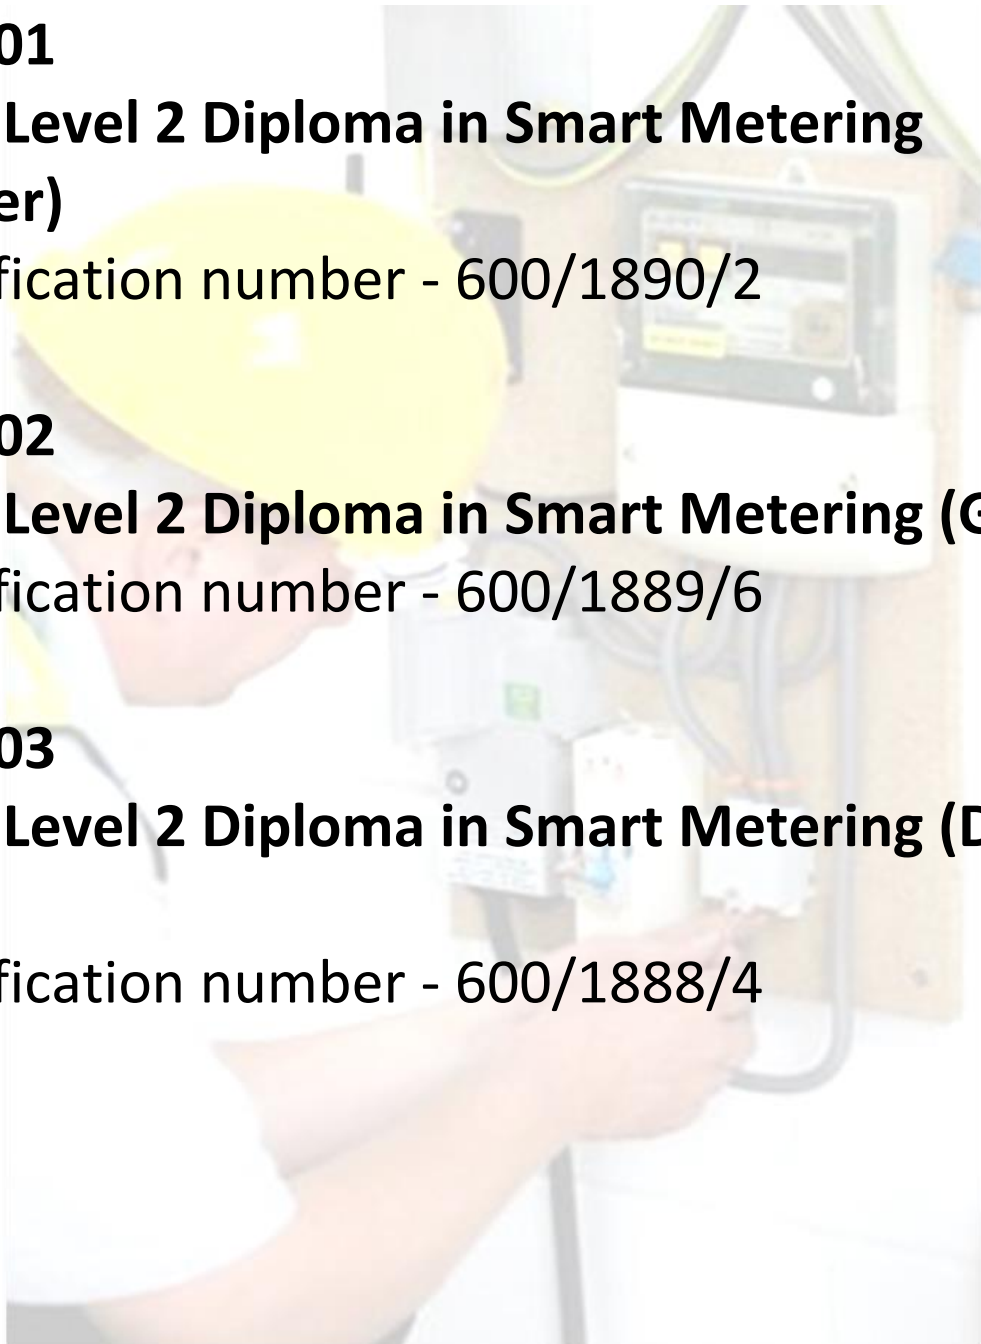 01
Level 2 Diploma in Smart Metering
er)
fication number - 600/1890/2
02
Level 2 Diploma in Smart Metering (G
fication number - 600/1889/6
03
Level 2 Diploma in Smart Metering (D
fication number - 600/1888/4